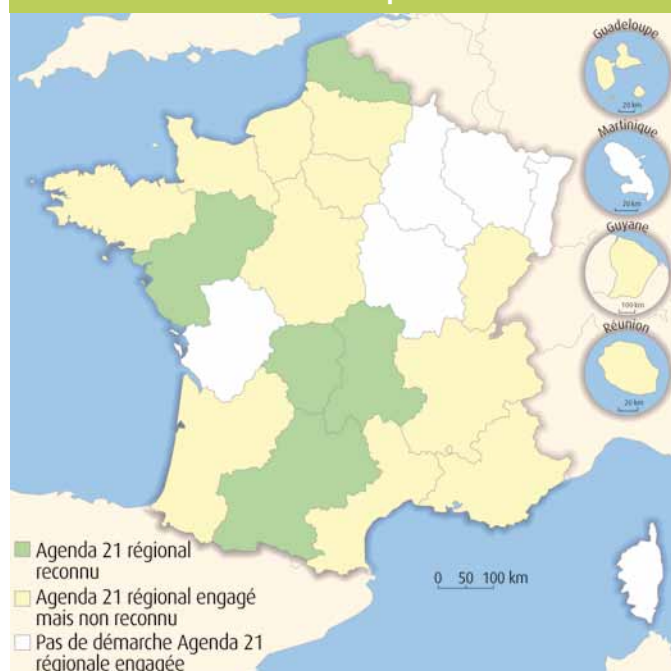 Guadeloupe
20 km
Martinique
20 km
Guyane
100 km
Réunion
20 km
Agenda 21 régional
reconnu
Agenda 21 régional engagé
mais non reconnu
Pas de démarche Agenda 21
régionale engagée
0 50 100 km